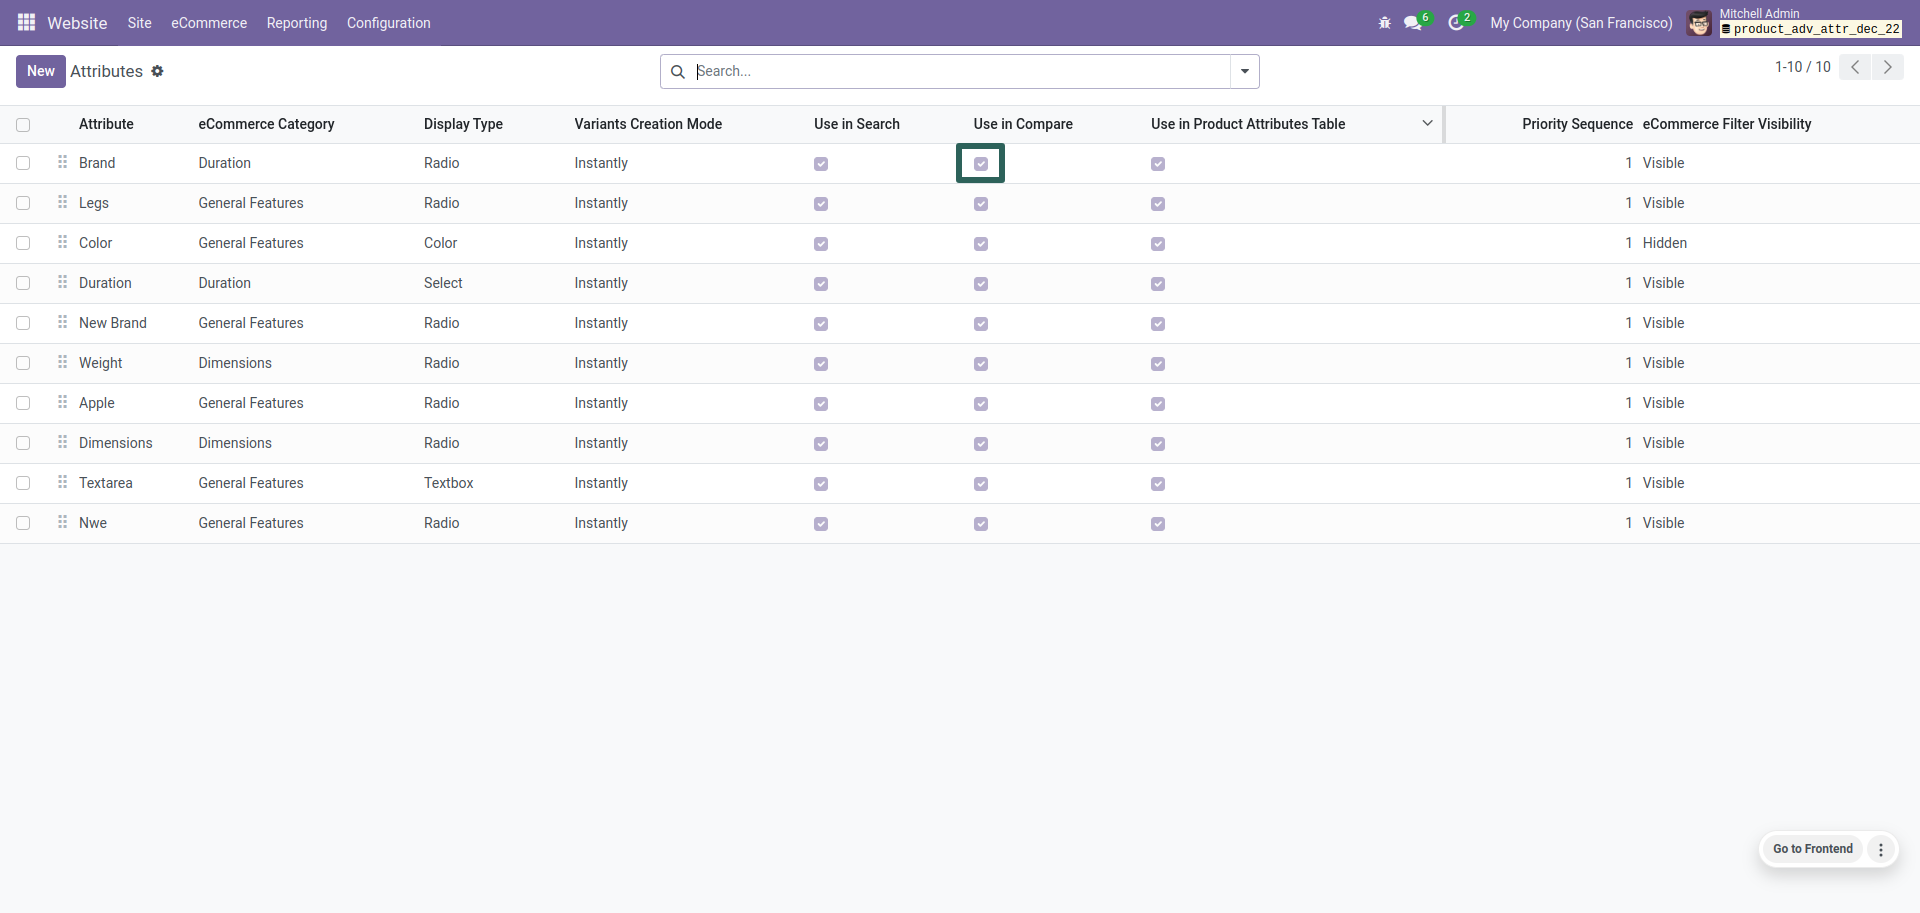 Website Site eCommerce Reporting Configuration 6 2 My Company (San Francisco) Mitchell Admin
product_adv_attr_dec_22
New Attributes Search... 1-10 / 10
Attribute eCommerce Category Display Type Variants Creation Mode Use in Search Use in Compare Use in Product Attributes Table Priority Sequence eCommerce Filter Visibility
Brand Duration Radio Instantly 1 Visible
Legs General Features Radio Instantly 1 Visible
Color General Features Color Instantly 1 Hidden
Duration Duration Select Instantly 1 Visible
New Brand General Features Radio Instantly 1 Visible
Weight Dimensions Radio Instantly 1 Visible
Apple General Features Radio Instantly 1 Visible
Dimensions Dimensions Radio Instantly 1 Visible
Textarea General Features Textbox Instantly 1 Visible
Nwe General Features Radio Instantly 1 Visible
Go to Frontend